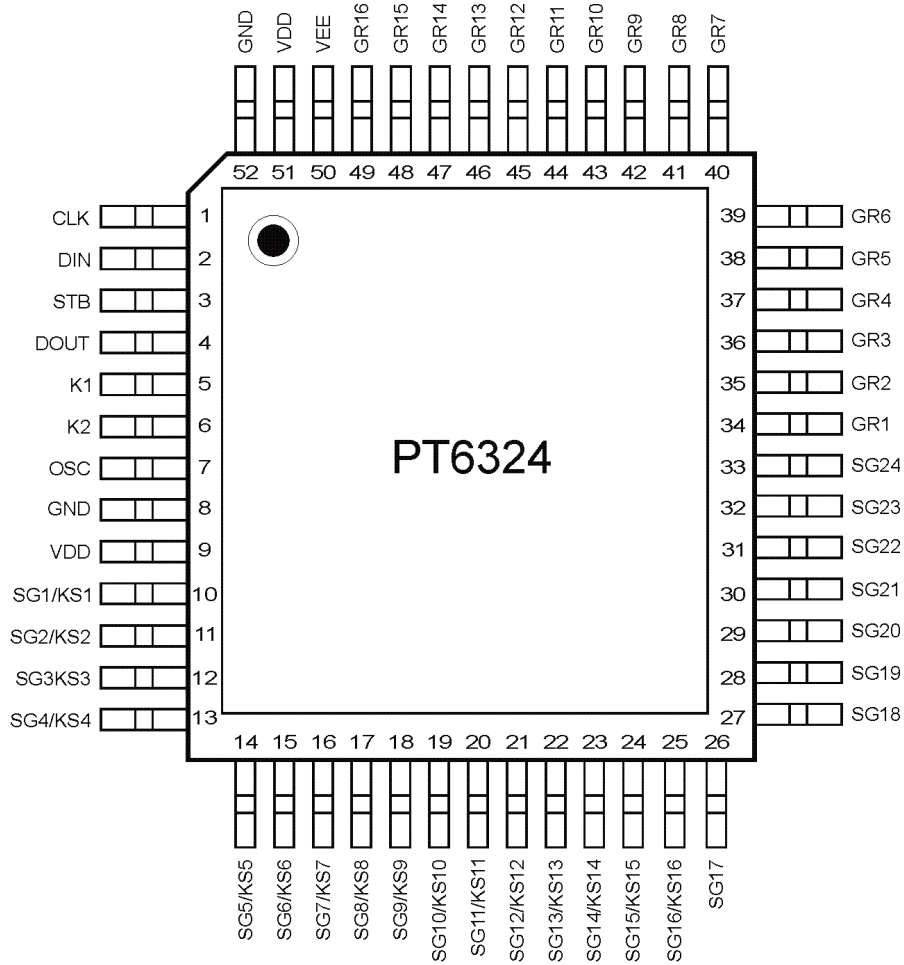 GND VDD VEE GR16 GR15 GR14 GR13 GR12 GR11 GR10 GR9 GR8 GR7
52 51 50 49 48 47 46 45 44 43 42 41 40
CLK 1 39 GR6
DIN 2 38 GR5
STB 3 37 GR4
DOUT 4 36 GR3
K1 5 35 GR2
K2 6 34 GR1
PT6324
OSC 7 33 SG24
GND 8 32 SG23
VDD 9 31 SG22
SG1/KS1 10 30 SG21
SG2/KS2 11 29 SG20
SG3KS3 12 28 SG19
SG4/KS4 13 27 SG18
14 15 16 17 18 19 20 21 22 23 24 25 26
SG5/KS5 SG6/KS6 SG7/KS7 SG8/KS8 SG9/KS9 SG10/KS10 SG11/KS11 SG12/KS12 SG13/KS13 SG14/KS14 SG15/KS15 SG16/KS16 SG17